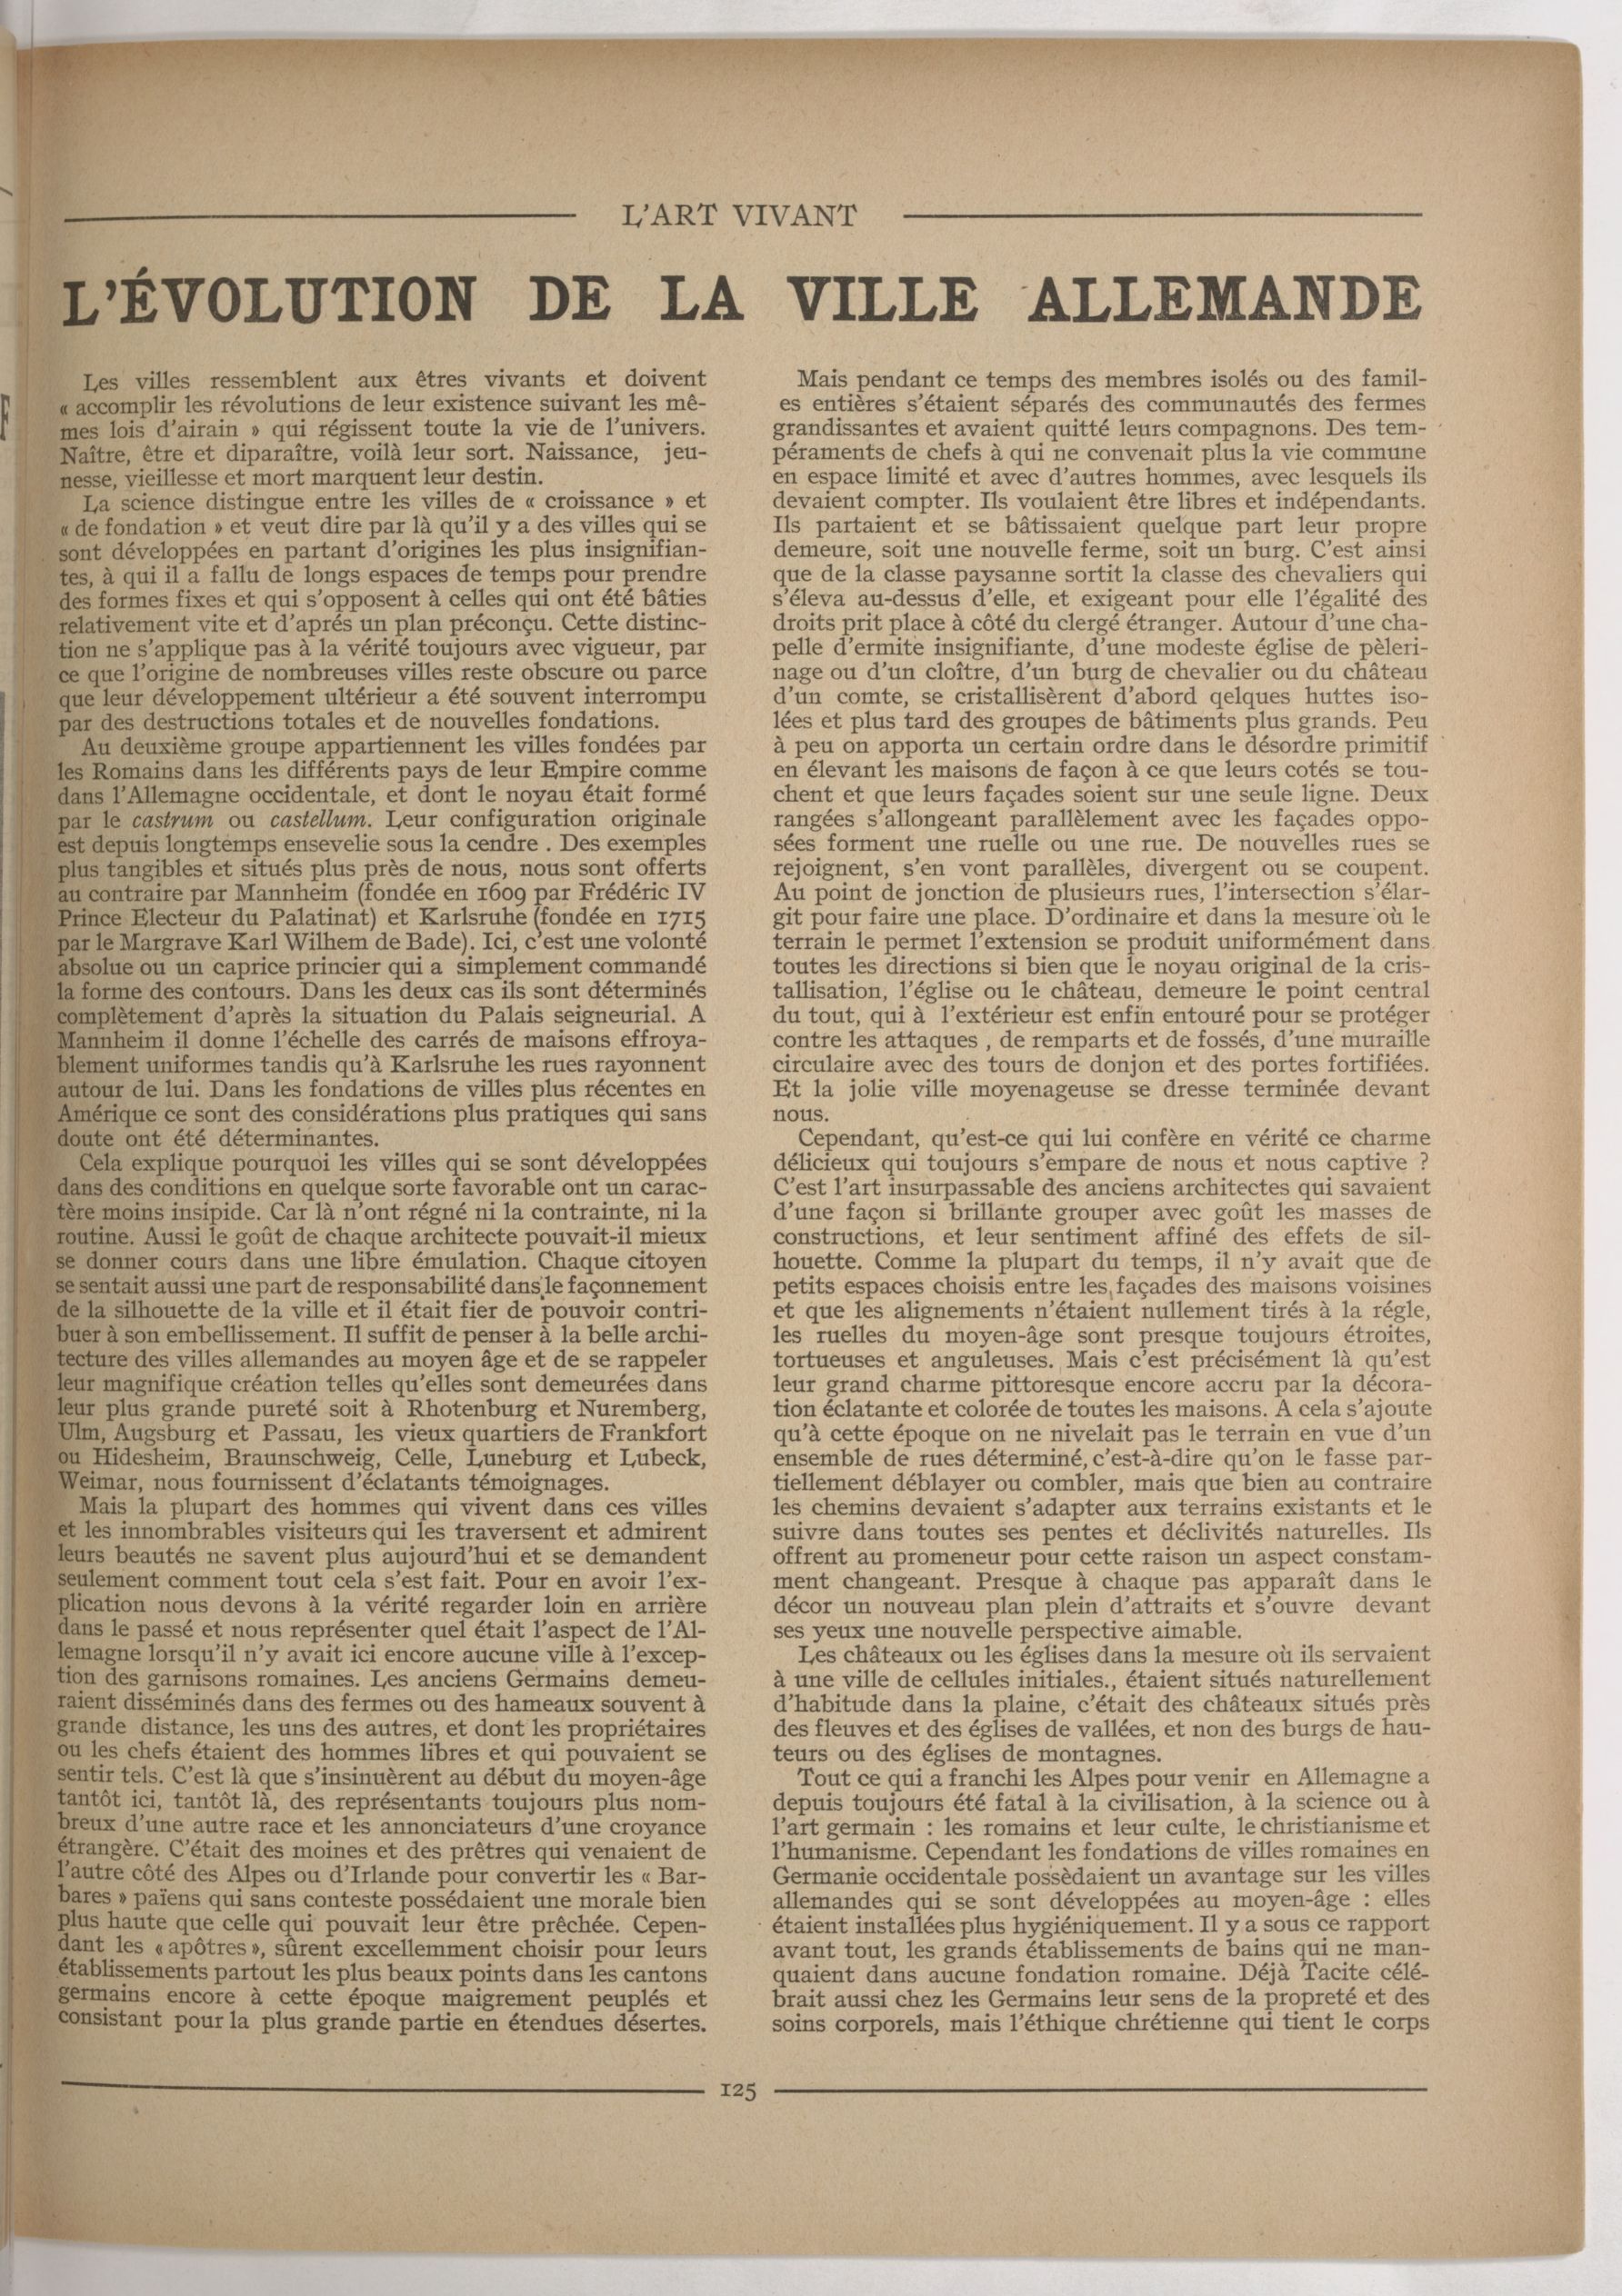 L'ART VIVANT
L'ÉVOLUTION DE LA VILLE ALLEMANDE
Les villes ressemblent aux êtres vivants et doivent
« accomplir les révolutions de leur existence suivant les mê-
mes lois d'airain » qui régissent toute la vie de l'univers.
Naître, être et diparaître, voilà leur sort. Naissance, jeu-
nesse, vieillesse et mort marquent leur destin.
La science distingue entre les villes de « croissance » et
« de fondation » et veut dire par là qu'il y a des villes qui se
sont développées en partant d'origines les plus insignifian-
tes, à qui il a fallu de longs espaces de temps pour prendre
des formes fixes et qui s'opposent à celles qui ont été bâties
relativement vite et d'aprés un plan préconçu. Cette distinc-
tion ne s'applique pas à la vérité toujours avec vigueur, par
ce que l'origine de nombreuses villes reste obscure ou parce
que leur développement ultérieur a été souvent interrompu
par des destructions totales et de nouvelles fondations.
Au deuxième groupe appartiennent les villes fondées par
les Romains dans les différents pays de leur Empire comme
dans l'Allemagne occidentale, et dont le noyau était formé
par le castrum ou castellum. Leur configuration originale
est depuis longtemps ensevelie sous la cendre . Des exemples
plus tangibles et situés plus près de nous, nous sont offerts
au contraire par Mannheim (fondée en 1609 par Frédéric IV
Prince Electeur du Palatinat) et Karlsruhe (fondée en 1715
par le Margrave Karl Wilhem de Bade). Ici, c'est une volonté
absolue ou un caprice princier qui a simplement commandé
la forme des contours. Dans les deux cas ils sont déterminés
complètement d'après la situation du Palais seigneurial. A
Mannheim il donne l'échelle des carrés de maisons effroya-
blement uniformes tandis qu'à Karlsruhe les rues rayonnent
autour de lui. Dans les fondations de villes plus récentes en
Amérique ce sont des considérations plus pratiques qui sans
doute ont été déterminantes.
Cela explique pourquoi les villes qui se sont développées
dans des conditions en quelque sorte favorable ont un carac-
tère moins insipide. Car là n'ont régné ni la contrainte, ni la
routine. Aussi le goût de chaque architecte pouvait-il mieux
se donner cours dans une libre émulation. Chaque citoyen
se sentait aussi une part de responsabilité dans le façonnement
de la silhouette de la ville et il était fier de pouvoir contri-
buer à son embellissement. Il suffit de penser à la belle archi-
tecture des villes allemandes au moyen âge et de se rappeler
leur magnifique création telles qu'elles sont demeurées dans
leur plus grande pureté soit à Rhotenburg et Nuremberg,
Ulm, Augsburg et Passau, les vieux quartiers de Frankfort
ou Hidesheim, Braunschweig, Celle, Luneburg et Lubeck,
Weimar, nous fournissent d'éclatants témoignages.
Mais la plupart des hommes qui vivent dans ces villes
et les innombrables visiteurs qui les traversent et admirent
leurs beautés ne savent plus aujourd'hui et se demandent
seulement comment tout cela s'est fait. Pour en avoir l'ex-
plication nous devons à la vérité regarder loin en arrière
dans le passé et nous représenter quel était l'aspect de l'Al-
lemagne lorsqu'il n'y avait ici encore aucune ville à l'excep-
tion des garnisons romaines. Les anciens Germains demeu-
raient disséminés dans des fermes ou des hameaux souvent à
grande distance, les uns des autres, et dont les propriétaires
ou les chefs étaient des hommes libres et qui pouvaient se
sentir tels. C'est là que s'insinuèrent au début du moyen-âge
tantôt ici, tantôt là, des représentants toujours plus nom-
breux d'une autre race et les annonciateurs d'une croyance
étrangère. C'était des moines et des prêtres qui venaient de
l'autre côté des Alpes ou d'Irlande pour convertir les « Bar-
bares » païens qui sans conteste possédaient une morale bien
plus haute que celle qui pouvait leur être prêchée. Cepen-
dant les « apôtres », sûrent excellemment choisir pour leurs
établissements partout les plus beaux points dans les cantons
germains encore à cette époque maigrement peuplés et
consistant pour la plus grande partie en étendues désertes.
Mais pendant ce temps des membres isolés ou des famil-
es entières s'étaient séparés des communautés des fermes
grandissantes et avaient quitté leurs compagnons. Des tem-
péraments de chefs à qui ne convenait plus la vie commune
en espace limité et avec d'autres hommes, avec lesquels ils
devaient compter. Ils voulaient être libres et indépendants.
Ils partaient et se bâtissaient quelque part leur propre
demeure, soit une nouvelle ferme, soit un burg. C'est ainsi
que de la classe paysanne sortit la classe des chevaliers qui
s'éleva au-dessus d'elle, et exigeant pour elle l'égalité des
droits prit place à côté du clergé étranger. Autour d'une cha-
pelle d'ermite insignifiante, d'une modeste église de pèleri-
nage ou d'un cloître, d'un burg de chevalier ou du château
d'un comte, se cristallisèrent d'abord qelques huttes iso-
lées et plus tard des groupes de bâtiments plus grands. Peu
à peu on apporta un certain ordre dans le désordre primitif
en élevant les maisons de façon à ce que leurs cotés se tou-
chent et que leurs façades soient sur une seule ligne. Deux
rangées s'allongeant parallèlement avec les façades oppo-
sées forment une ruelle ou une rue. De nouvelles rues se
rejoignent, s'en vont parallèles, divergent ou se coupent.
Au point de jonction de plusieurs rues, l'intersection s'élar-
git pour faire une place. D'ordinaire et dans la mesure où le
terrain le permet l'extension se produit uniformément dans
toutes les directions si bien que le noyau original de la cris-
tallisation, l'église ou le château, demeure le point central
du tout, qui à l'extérieur est enfin entouré pour se protéger
contre les attaques , de remparts et de fossés, d'une muraille
circulaire avec des tours de donjon et des portes fortifiées.
Et la jolie ville moyenageuse se dresse terminée devant
nous.
Cependant, qu'est-ce qui lui confère en vérité ce charme
délicieux qui toujours s'empare de nous et nous captive ?
C'est l'art insurpassable des anciens architectes qui savaient
d'une façon si brillante grouper avec goût les masses de
constructions, et leur sentiment affiné des effets de sil-
houette. Comme la plupart du temps, il n'y avait que de
petits espaces choisis entre les façades des maisons voisines
et que les alignements n'étaient nullement tirés à la régle,
les ruelles du moyen-âge sont presque toujours étroites,
tortueuses et anguleuses. Mais c'est précisément là qu'est
leur grand charme pittoresque encore accru par la décora-
tion éclatante et colorée de toutes les maisons. A cela s'ajoute
qu'à cette époque on ne nivelait pas le terrain en vue d'un
ensemble de rues déterminé, c'est-à-dire qu'on le fasse par-
tiellement déblayer ou combler, mais que bien au contraire
les chemins devaient s'adapter aux terrains existants et le
suivre dans toutes ses pentes et déclivités naturelles. Ils
offrent au promeneur pour cette raison un aspect constam-
ment changeant. Presque à chaque pas apparaît dans le
décor un nouveau plan plein d'attraits et s'ouvre devant
ses yeux une nouvelle perspective aimable.
Les châteaux ou les églises dans la mesure où ils servaient
à une ville de cellules initiales., étaient situés naturellement
d'habitude dans la plaine, c'était des châteaux situés près
des fleuves et des églises de vallées, et non des burgs de hau-
teurs ou des églises de montagnes.
Tout ce qui a franchi les Alpes pour venir en Allemagne a
depuis toujours été fatal à la civilisation, à la science ou à
l'art germain : les romains et leur culte, le christianisme et
l'humanisme. Cependant les fondations de villes romaines en
Germanie occidentale possèdaient un avantage sur les villes
allemandes qui se sont développées au moyen-âge : elles
étaient installées plus hygiéniquement. Il y a sous ce rapport
avant tout, les grands établissements de bains qui ne man-
quaient dans aucune fondation romaine. Déjà Tacite célé-
brait aussi chez les Germains leur sens de la propreté et des
soins corporels, mais l'éthique chrétienne qui tient le corps
125